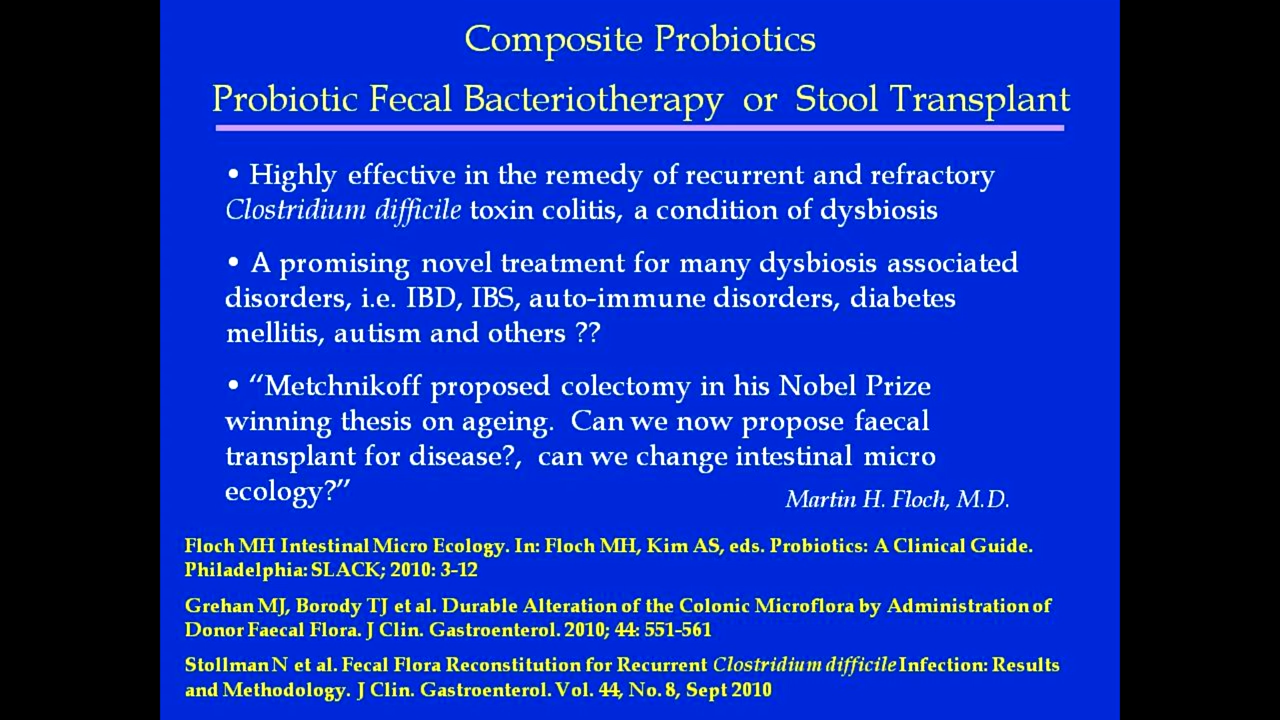 Composite Probiotics
Probiotic Fecal Bacteriotherapy or Stool Transplant
• Highly effective in the remedy of recurrent and refractory
Clostridium difficile toxin colitis, a condition of dysbiosis
• A promising novel treatment for many dysbiosis associated
disorders, i.e. IBD, IBS, auto-immune disorders, diabetes
mellitis, autism and others ??
• “Metchnikoff proposed colectomy in his Nobel Prize
winning thesis on ageing. Can we now propose faecal
transplant for disease?, can we change intestinal micro
ecology?”
Martin H. Floch, M.D.
Floch MH Intestinal Micro Ecology. In: Floch MH, Kim AS, eds. Probiotics: A Clinical Guide.
Philadelphia: SLACK; 2010: 3-12
Grehan MJ, Borody TJ et al. Durable Alteration of the Colonic Microflora by Administration of
Donor Faecal Flora. J Clin. Gastroenterol. 2010; 44: 551-561
Stollman N et al. Fecal Flora Reconstitution for Recurrent Clostridium difficile Infection: Results
and Methodology. J Clin. Gastroenterol. Vol. 44, No. 8, Sept 2010